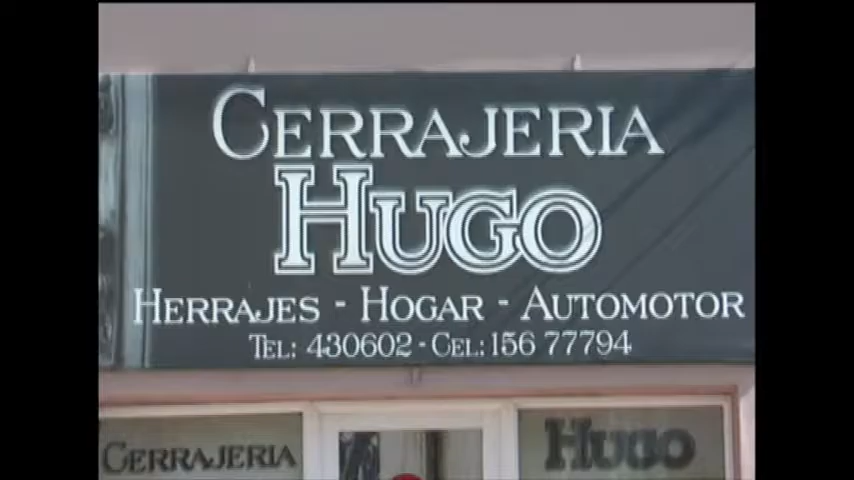 CERRAJERIA
HUGO
HERRAJES - HOGAR - AUTOMOTOR
TEL: 430602 - CEL: 156 77794
CERRAJERIA
HUGO